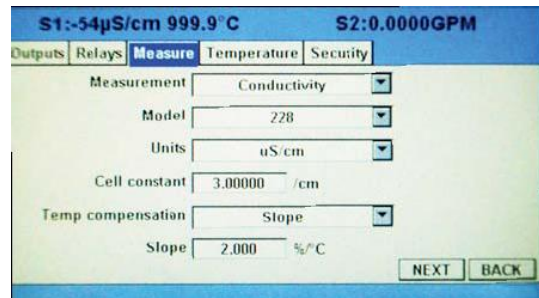 S1:-54µS/cm 999.9°C S2:0.0000GPM
Outputs Relays Measure Temperature Security
Measurement Conductivity
Model 228
Units uS/cm
Cell constant 3.00000 /cm
Temp compensation Slope
Slope 2.000 %/°C
NEXT BACK